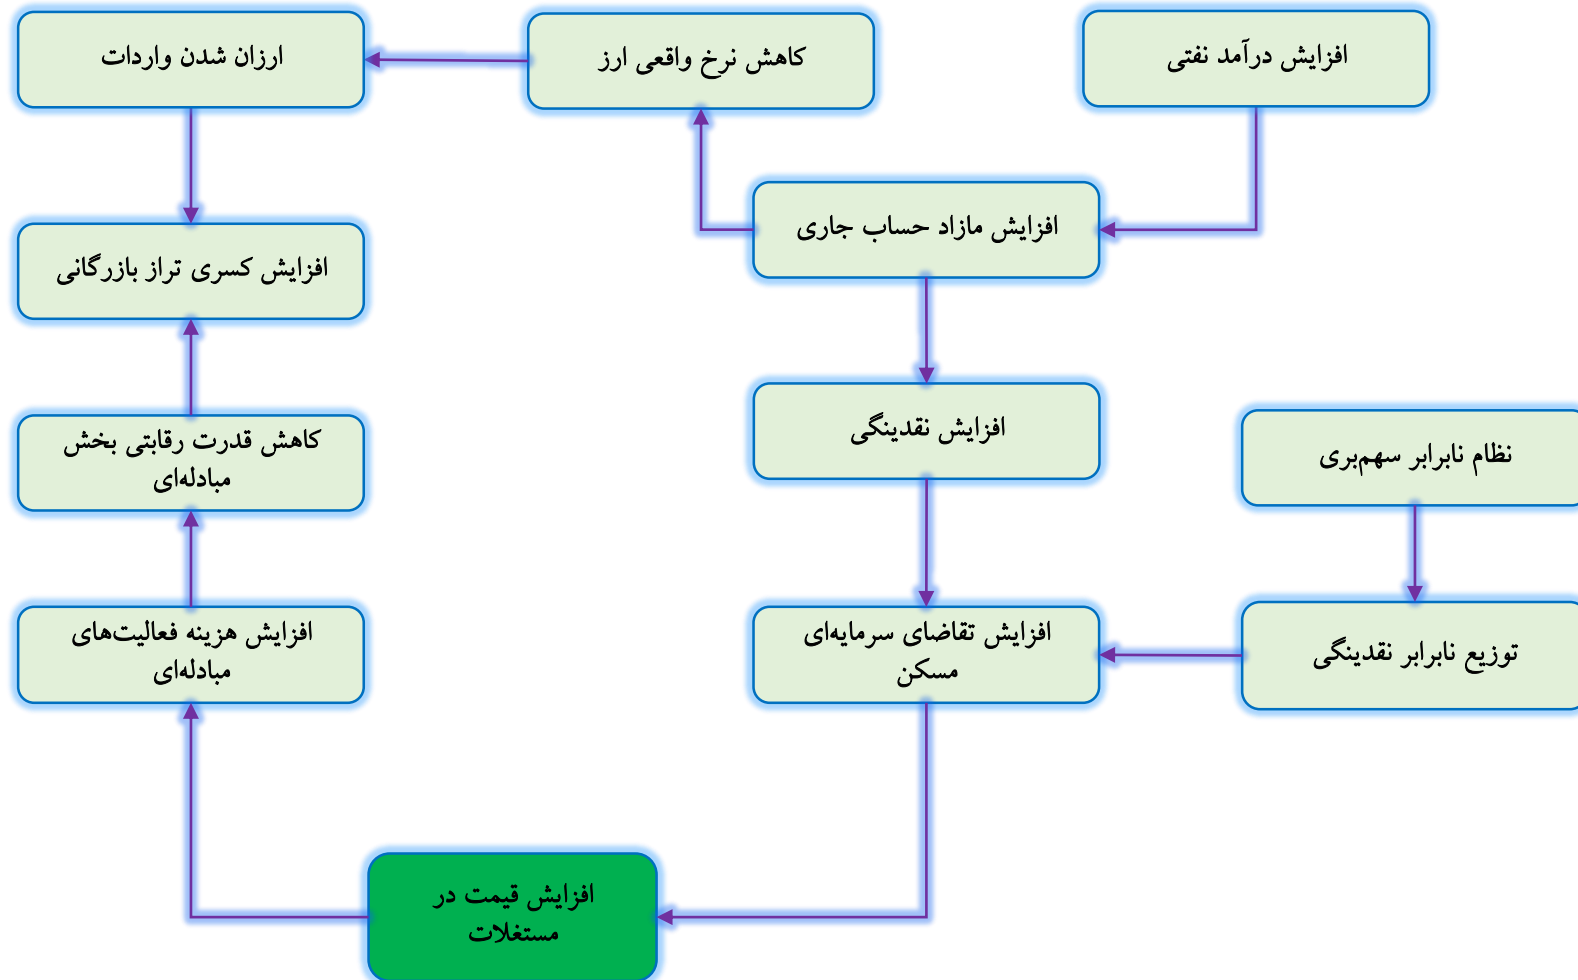 افزایش درآمد نفتی
کاهش نرخ واقعی ارز
ارزان شدن واردات
افزایش مازاد حساب جاری
افزایش کسری تراز بازرگانی
افزایش نقدینگی
نظام نابرابر سهم‌بری
کاهش قدرت رقابتی بخش
مبادله‌ای
توزیع نابرابر نقدینگی
افزایش تقاضای سرمایه‌ای
مسکن
افزایش هزینه فعالیت‌های
مبادله‌ای
افزایش قیمت در
مستغلات